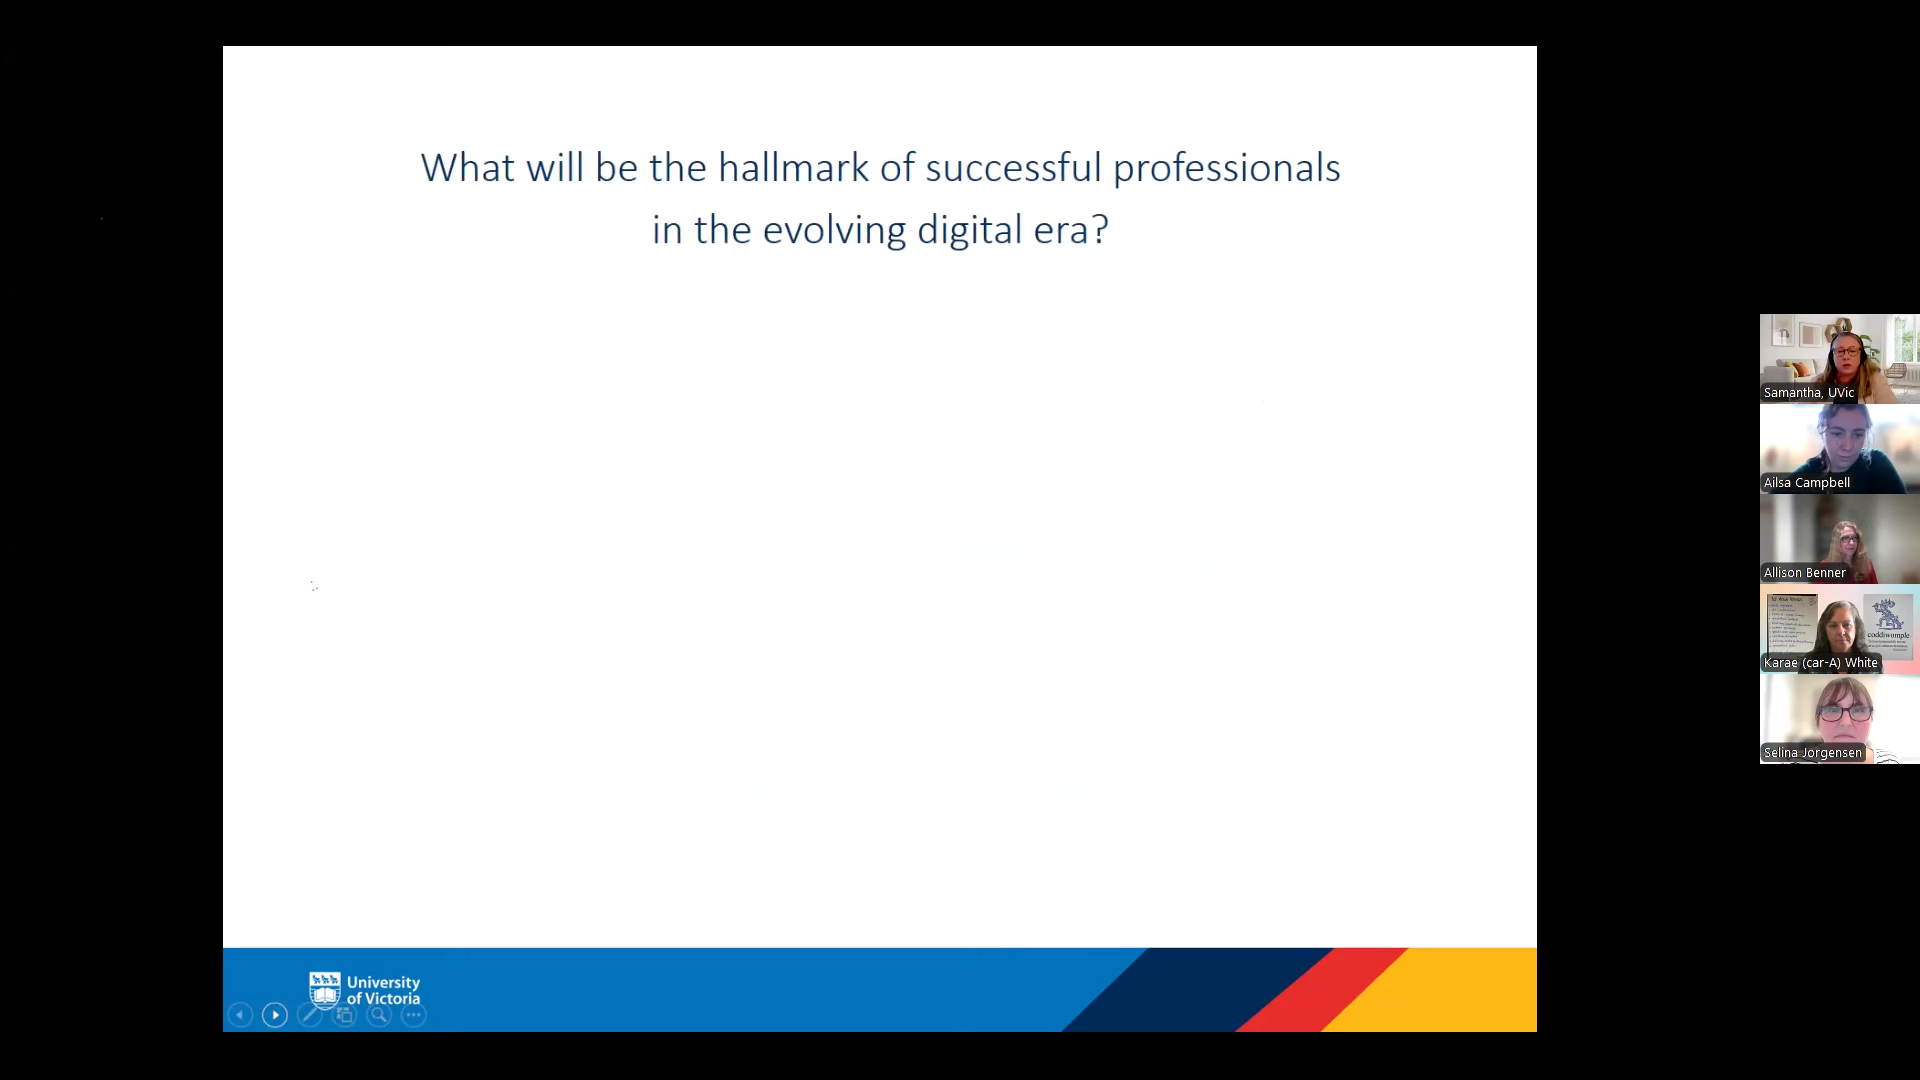 What will be the hallmark of successful professionals
in the evolving digital era?
Samantha, UVic
Ailsa Campbell
Allison Benner
coddiwomple
Karae (car-A) White
Selina Jorgensen
University
of Victoria